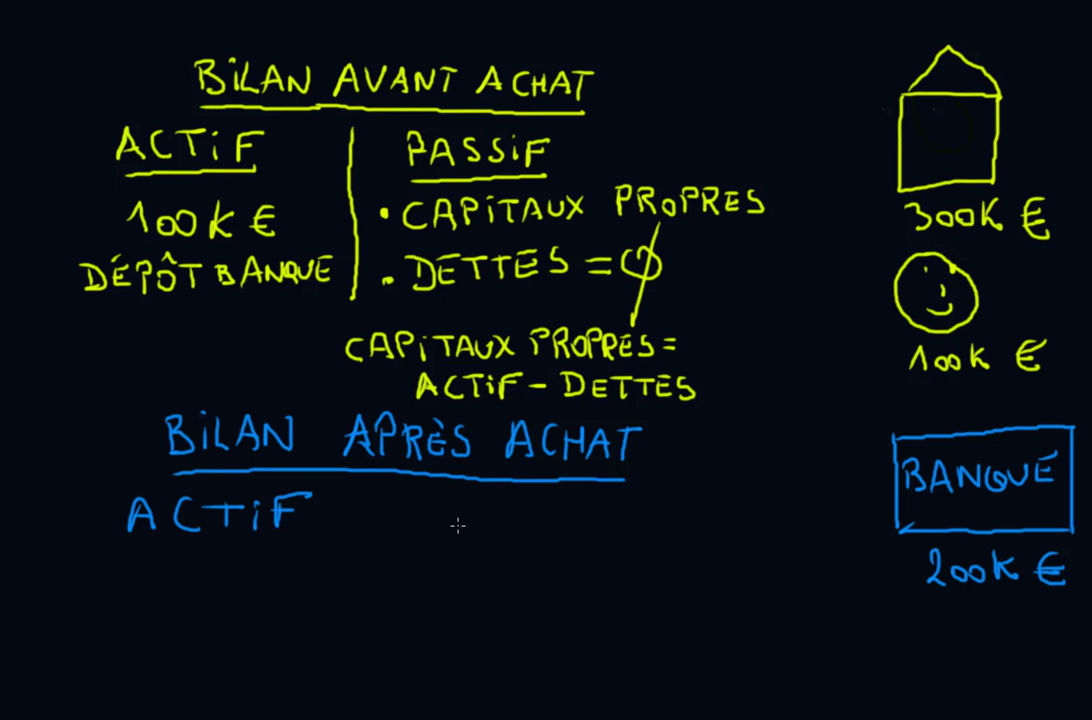 BiLAN AVANT ACHAT
ACTiF
PASSiF
100K €
• CAPiTAUX PROPRES
DÉPÔT BANQUE
• DETTES = φ
CAPiTAUX PROPRES =
ACTiF - DETTES
300K €
100K €
BiLAN APRÈS ACHAT
ACTiF
BANQUE
200K €